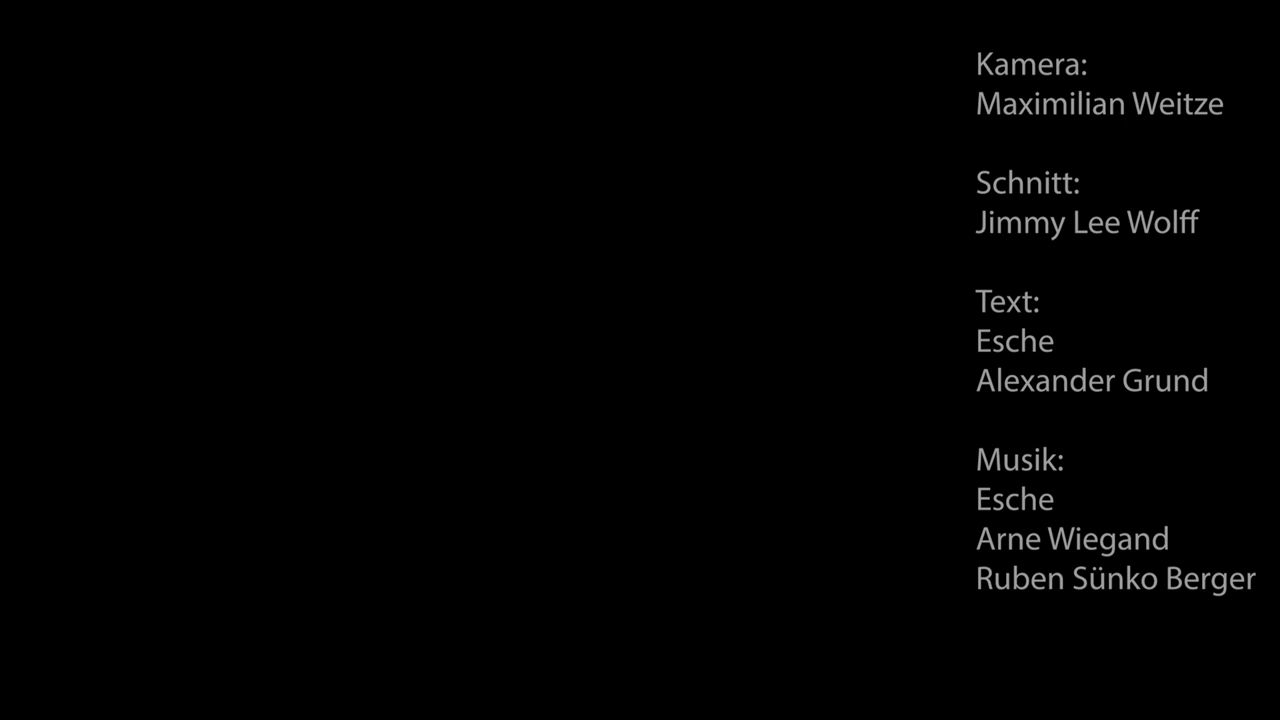 Kamera:
Maximilian Weitze
Schnitt:
Jimmy Lee Wolff
Text:
Esche
Alexander Grund
Musik:
Esche
Arne Wiegand
Ruben Sünko Berger